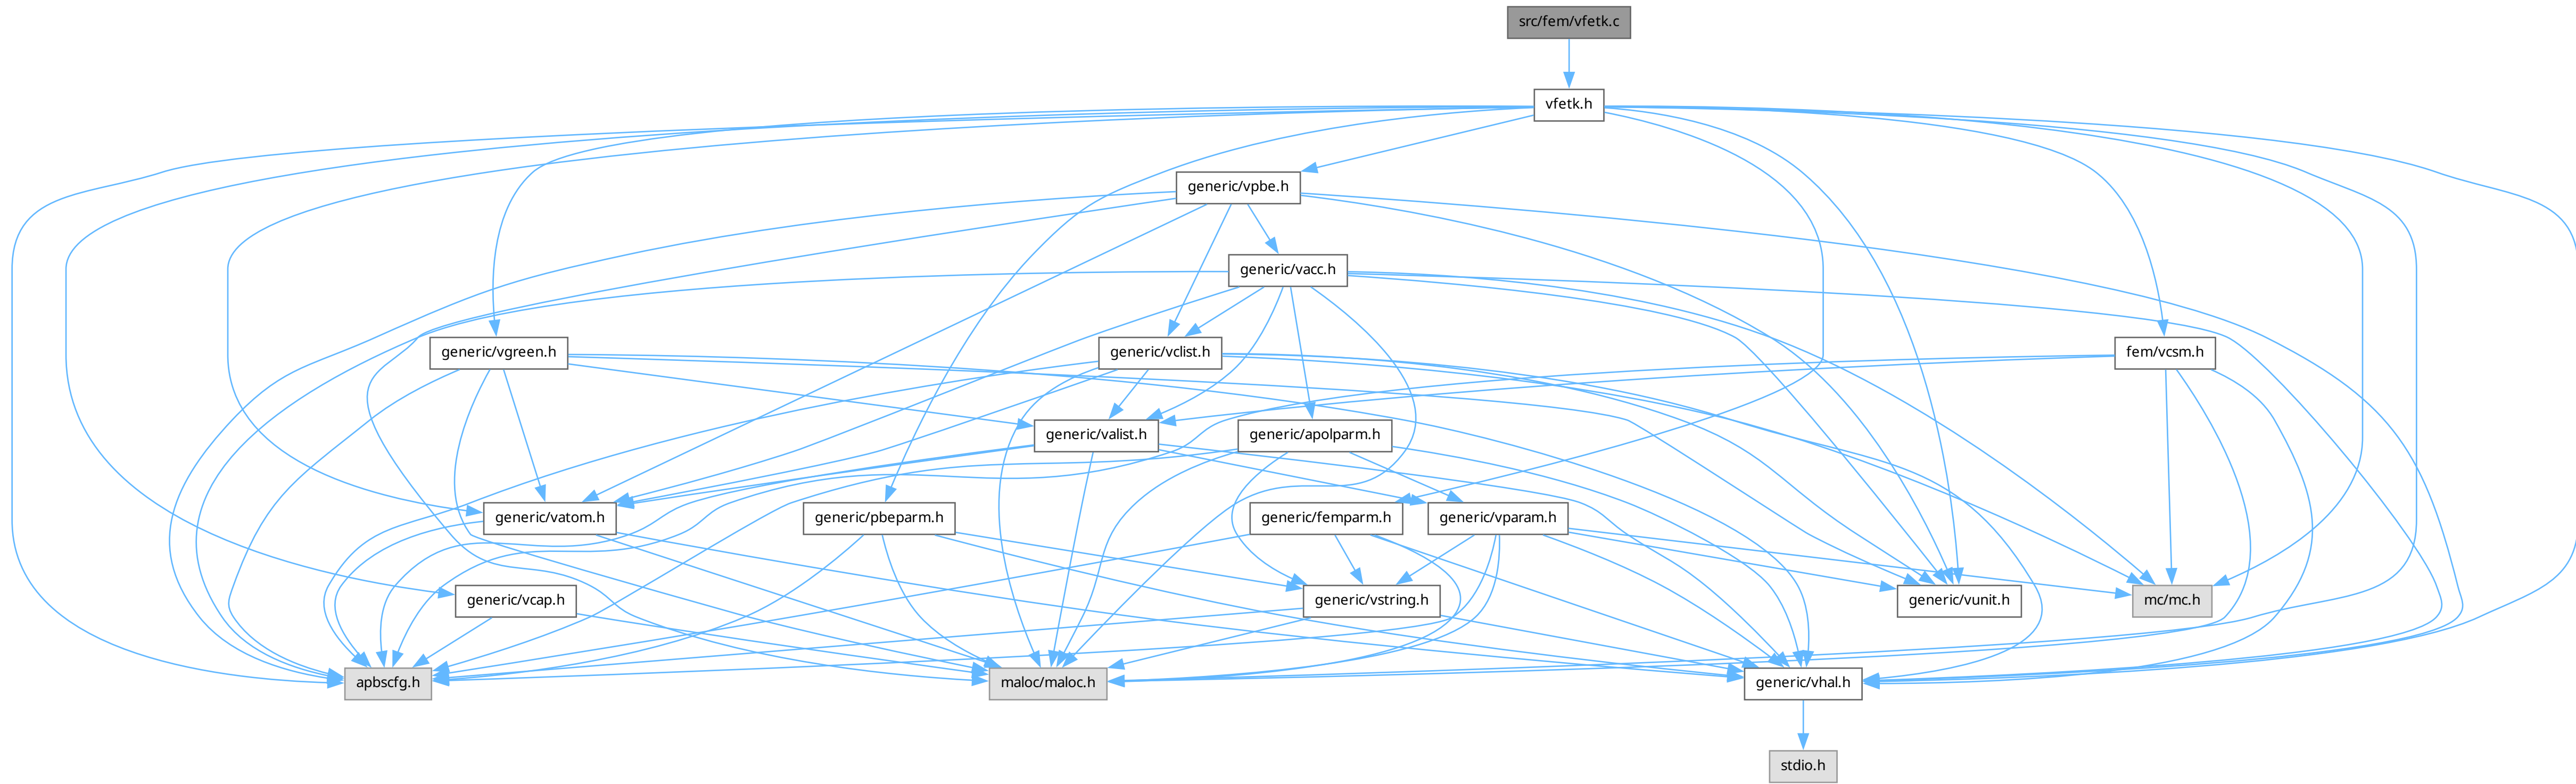 src/fem/vfetk.c
vfetk.h
generic/vpbe.h
generic/vacc.h
generic/vgreen.h
generic/vclist.h
fem/vcsm.h
generic/valist.h
generic/apolparm.h
generic/vatom.h
generic/pbeparm.h
generic/femparm.h
generic/vparam.h
generic/vcap.h
generic/vstring.h
generic/vunit.h
mc/mc.h
apbscfg.h
maloc/maloc.h
generic/vhal.h
stdio.h